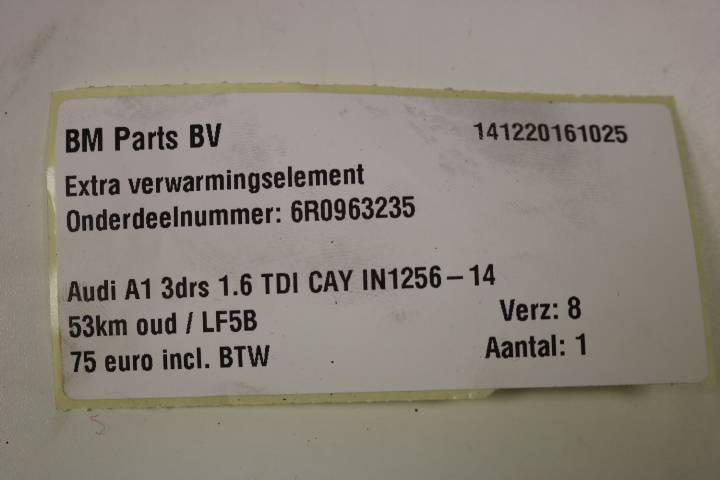 BM Parts BV 141220161025
Extra verwarmingselement
Onderdeelnummer: 6R0963235
Audi A1 3drs 1.6 TDI CAY IN1256-14
53km oud / LF5B Verz: 8
75 euro incl. BTW Aantal: 1